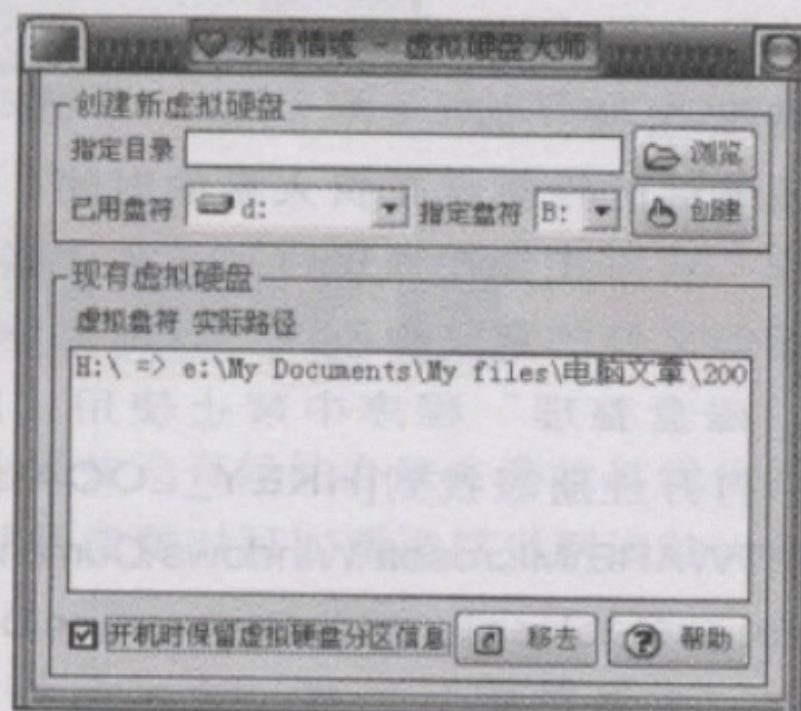 水晶情缘 - 虚拟硬盘大师
创建新虚拟硬盘
指定目录
浏览
已用盘符 d: 指定盘符 B: 创建
现有虚拟硬盘
虚拟盘符 实际路径
H:\ => e:\My Documents\My files\电脑文章\200
开机时保留虚拟硬盘分区信息 移去 帮助